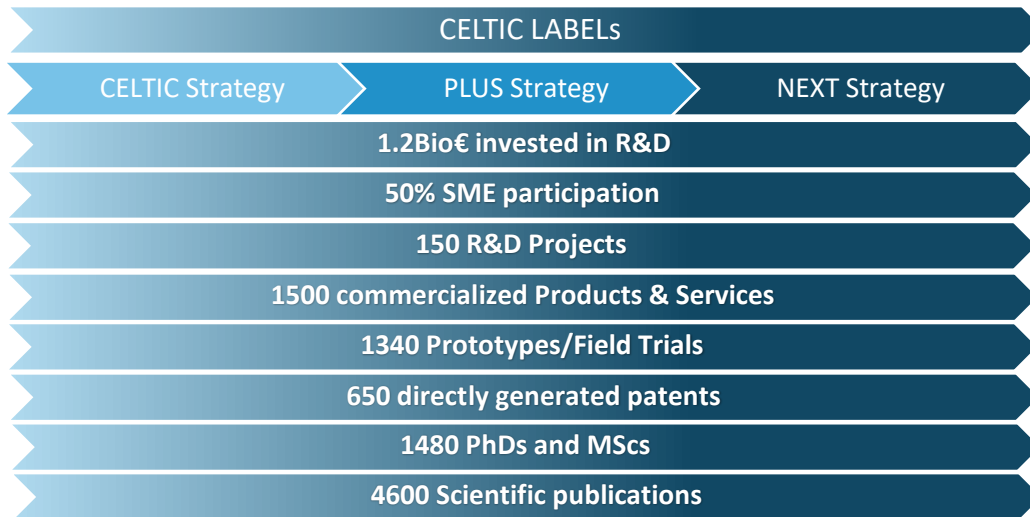 CELTIC LABELs
CELTIC Strategy PLUS Strategy NEXT Strategy
1.2Bio€ invested in R&D
50% SME participation
150 R&D Projects
1500 commercialized Products & Services
1340 Prototypes/Field Trials
650 directly generated patents
1480 PhDs and MScs
4600 Scientific publications